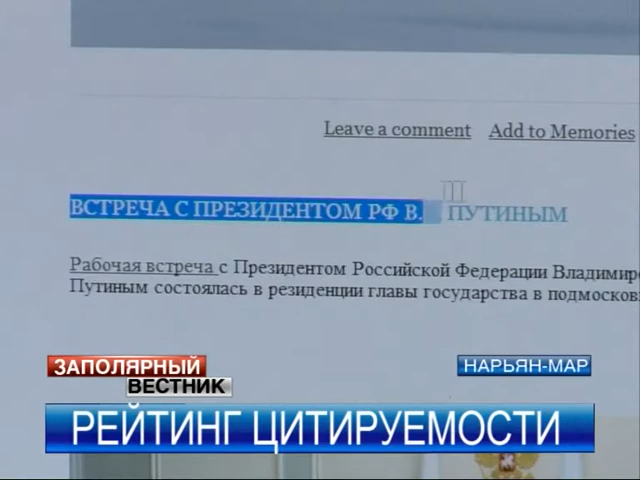 Leave a comment Add to Memories
ВСТРЕЧА С ПРЕЗИДЕНТОМ РФ В. ПУТИНЫМ
Рабочая встреча с Президентом Российской Федерации
Путиным состоялась в резиденции главы государства в
ЗАПОЛЯРНЫЙ
ВЕСТНИК
НАРЬЯН-МАР
РЕЙТИНГ ЦИТИРУЕМОСТИ